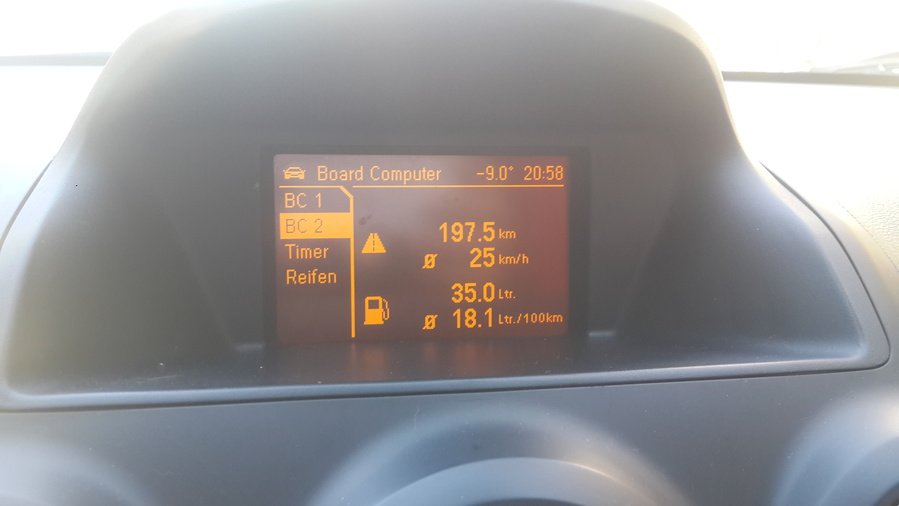 Board Computer -9.0° 20:58
BC 1
BC 2
Timer
Reifen
197.5 km
Ø 25 km/h
35.0 Ltr.
Ø 18.1 Ltr./100km